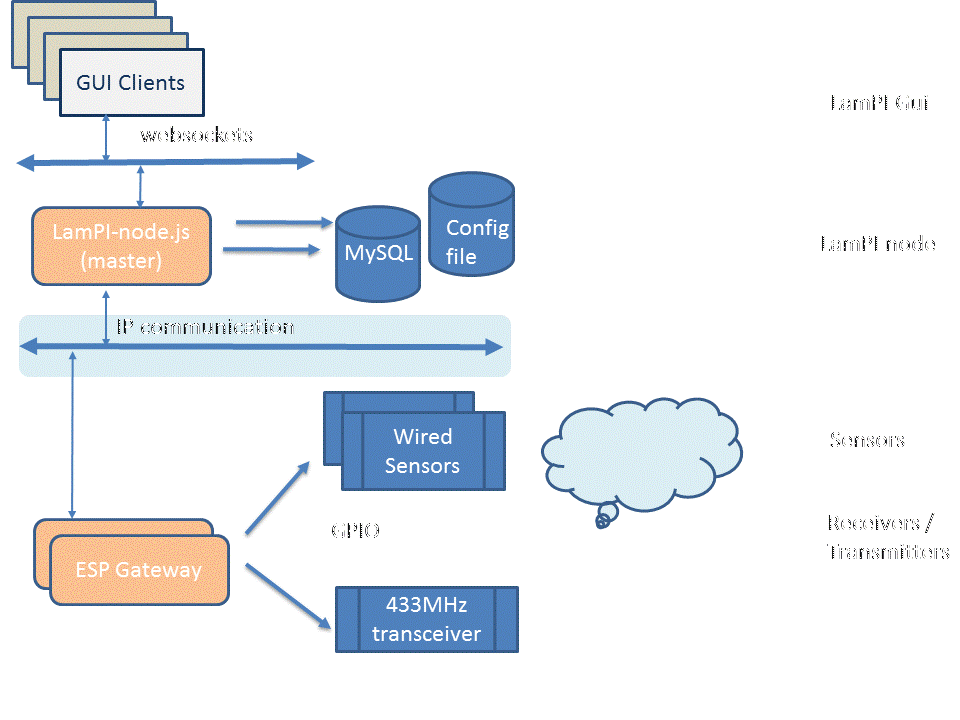 GUI Clients
LamPI Gui
websockets
LamPI-node.js
(master)
MySQL
Config
file
LamPI node
IP communication
Wired
Sensors
Sensors
GPIO
Receivers /
Transmitters
ESP Gateway
433MHz
transceiver